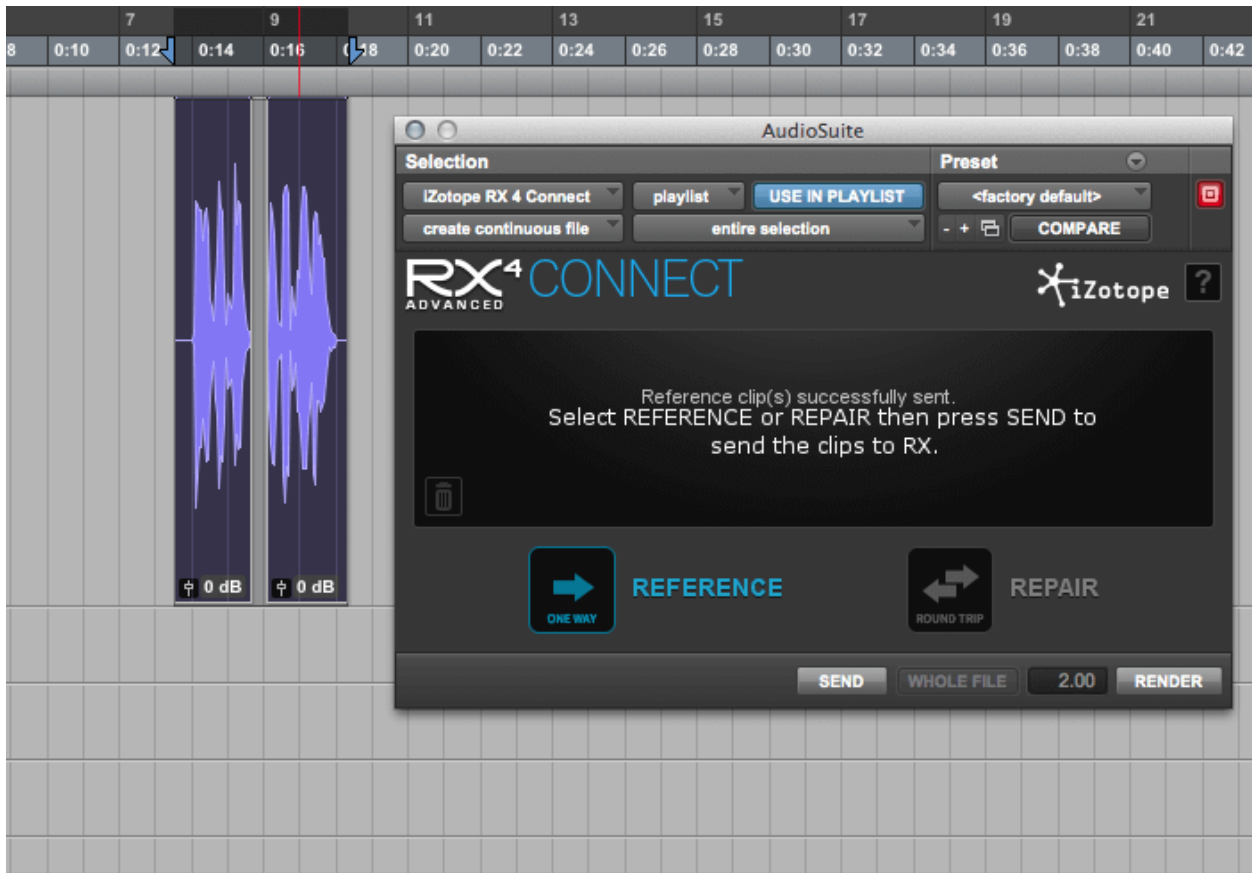 7 9 11 13 15 17 19 21
8 0:10 0:12 0:14 0:16 0:18 0:20 0:22 0:24 0:26 0:28 0:30 0:32 0:34 0:36 0:38 0:40 0:42
AudioSuite
Selection Preset
iZotope RX 4 Connect playlist USE IN PLAYLIST <factory default>
create continuous file entire selection - + COMPARE
RX 4 CONNECT iZotope ?
ADVANCED
Reference clip(s) successfully sent.
Select REFERENCE or REPAIR then press SEND to
send the clips to RX.
0 dB 0 dB
REFERENCE REPAIR
ONE WAY ROUND TRIP
SEND WHOLE FILE 2.00 RENDER